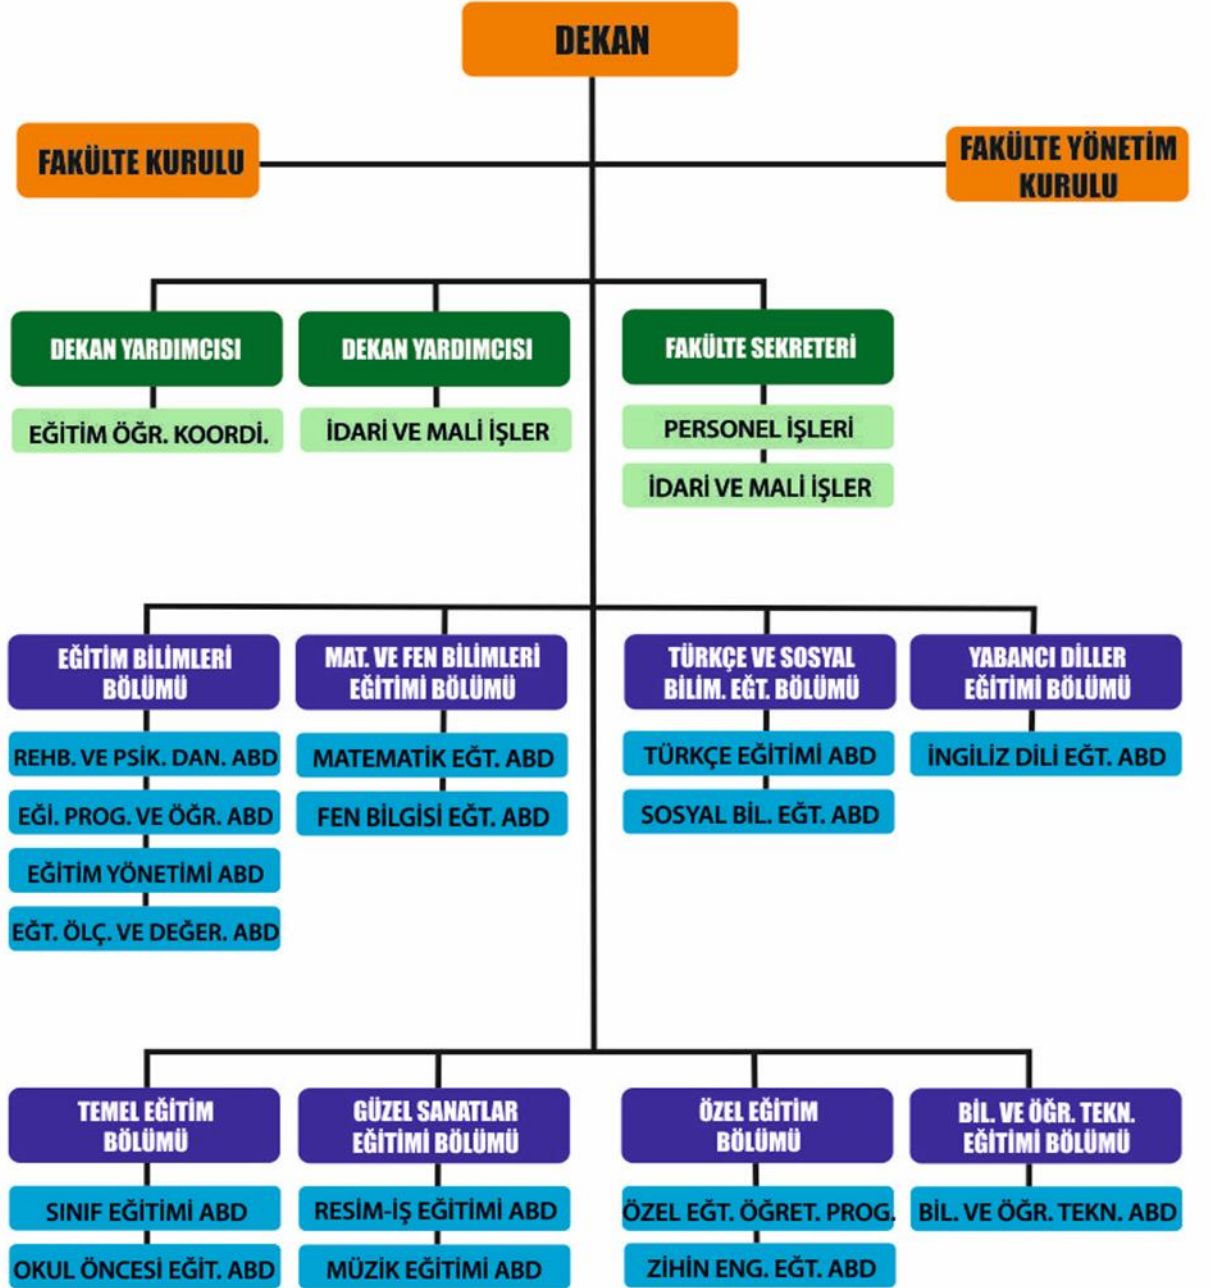 DEKAN
FAKÜLTE KURULU
FAKÜLTE YÖNETİM
KURULU
DEKAN YARDIMCISI
EĞİTİM ÖĞR. KOORDİ.
DEKAN YARDIMCISI
İDARİ VE MALİ İŞLER
FAKÜLTE SEKRETERİ
PERSONEL İŞLERİ
İDARİ VE MALİ İŞLER
EĞİTİM BİLİMLERİ
BÖLÜMÜ
REHB. VE PSİK. DAN. ABD
EĞİ. PROG. VE ÖĞR. ABD
EĞİTİM YÖNETİMİ ABD
EĞT. ÖLÇ. VE DEĞER. ABD
MAT. VE FEN BİLİMLERİ
EĞİTİMİ BÖLÜMÜ
MATEMATİK EĞT. ABD
FEN BİLGİSİ EĞT. ABD
TÜRKÇE VE SOSYAL
BİLİM. EĞT. BÖLÜMÜ
TÜRKÇE EĞİTİMİ ABD
SOSYAL BİL. EĞT. ABD
YABANCI DİLLER
EĞİTİMİ BÖLÜMÜ
İNGİLİZ DİLİ EĞT. ABD
TEMEL EĞİTİM
BÖLÜMÜ
SINIF EĞİTİMİ ABD
OKUL ÖNCESİ EĞİT. ABD
GÜZEL SANATLAR
EĞİTİMİ BÖLÜMÜ
RESİM-İŞ EĞİTİMİ ABD
MÜZİK EĞİTİMİ ABD
ÖZEL EĞİTİM
BÖLÜMÜ
ÖZEL EĞT. ÖĞRET. PROG.
ZİHİN ENG. EĞT. ABD
BİL. VE ÖĞR. TEKN.
EĞİTİMİ BÖLÜMÜ
BİL. VE ÖĞR. TEKN. ABD